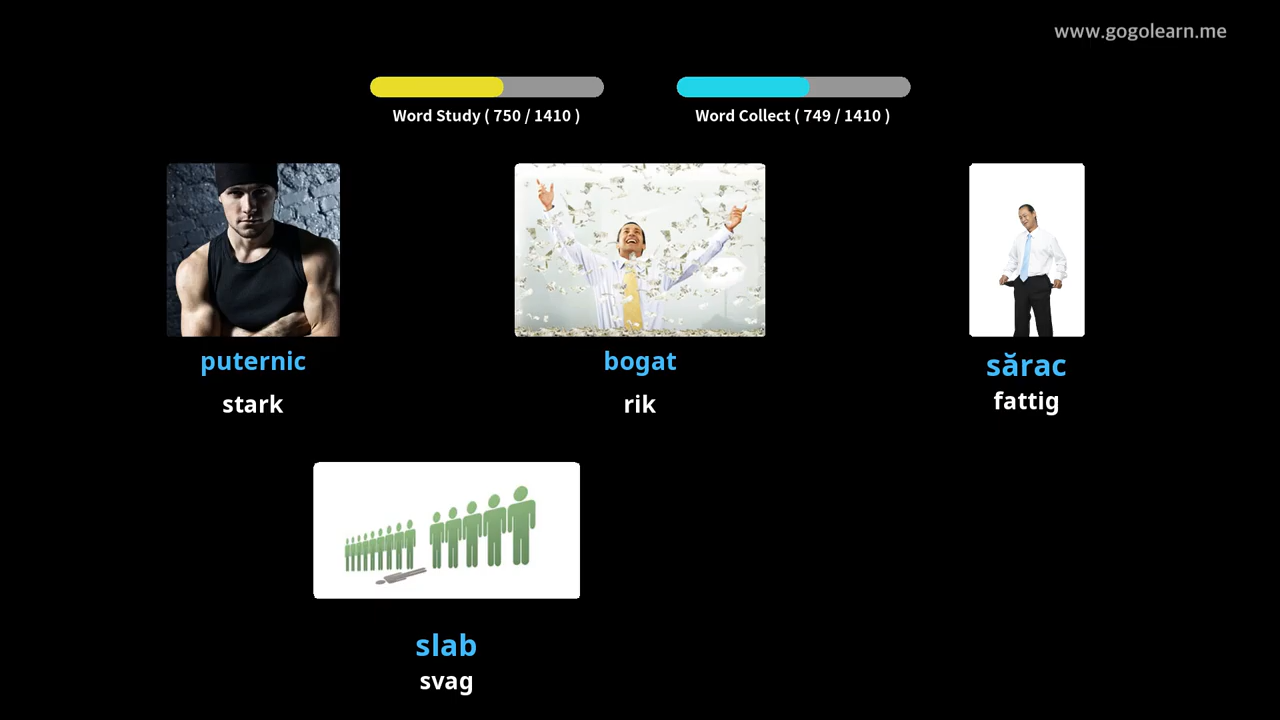 www.gogolearn.me
Word Study ( 750 / 1410 )
Word Collect ( 749 / 1410 )
puternic
bogat
sărac
stark
rik
fattig
slab
svag